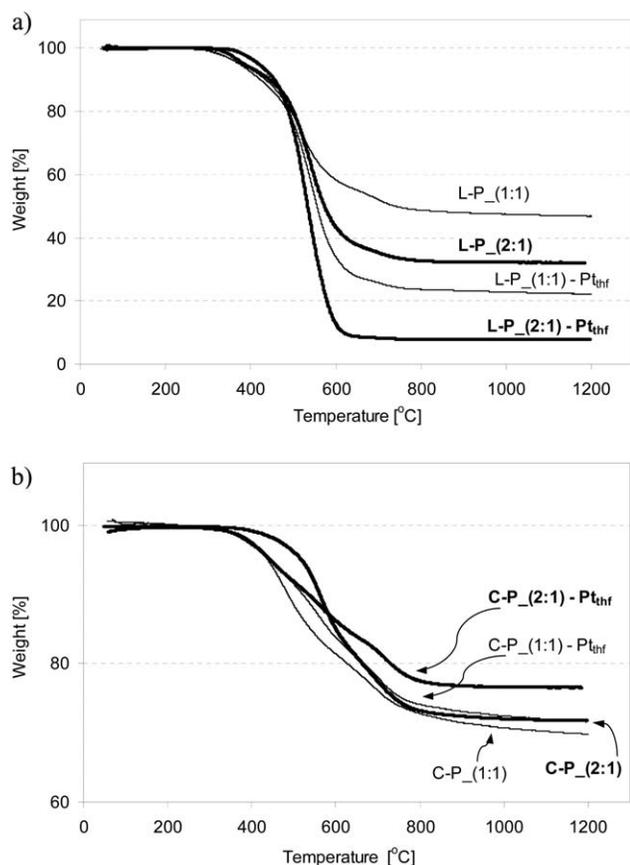 a)
100
80
60
40
20
0
Weight [%]
L-P_(1:1)
L-P_(2:1)
L-P_(1:1) - Ptthf
L-P_(2:1) - Ptthf
0 200 400 600 800 1000 1200
Temperature [oC]
b)
100
80
60
Weight [%]
C-P_(2:1) - Ptthf
C-P_(1:1) - Ptthf
C-P_(1:1)
C-P_(2:1)
0 200 400 600 800 1000 1200
Temperature [oC]